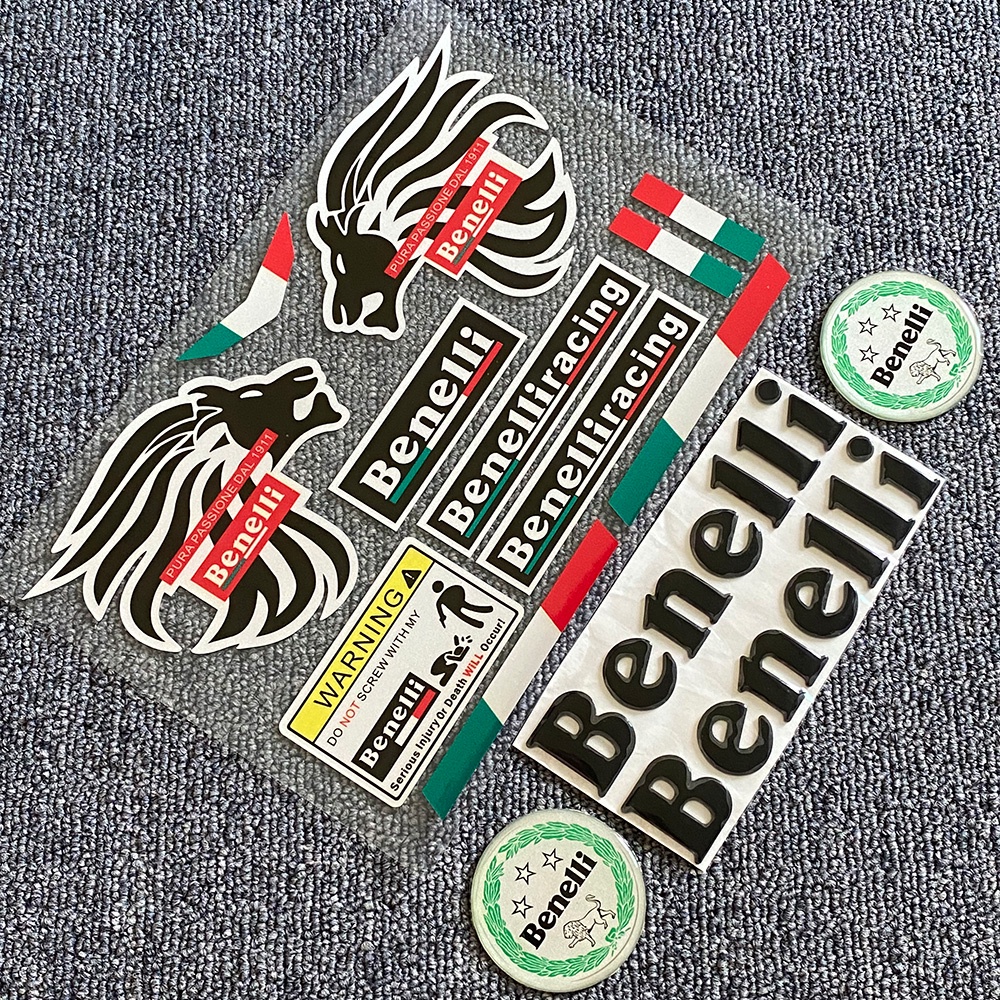 PURA PASSIONE DAL 1911
Benelli
PURA PASSIONE DAL 1911
Benelli
Benelli
Benelliracing
Benelliracing
WARNING
DO NOT SCREW WITH MY
Benelli
Serious Injury Or Death WILL Occur!
Benelli
Benelli
Benelli
Benelli